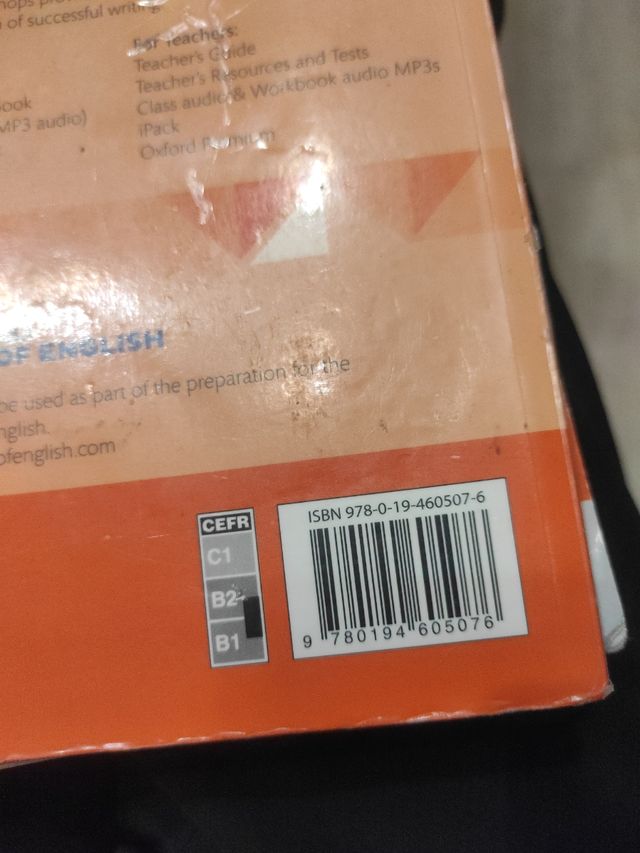 of successful writing
For Teachers:
Teacher's Guide
Teacher's Resources and Tests
Class audio & Workbook audio MP3s
iPack
Oxford Premium
ook
MP3 audio)
OF ENGLISH
be used as part of the preparation for the
nglish.
ofenglish.com
CEFR
C1
B2
B1
ISBN 978-0-19-460507-6
9 780194 605076